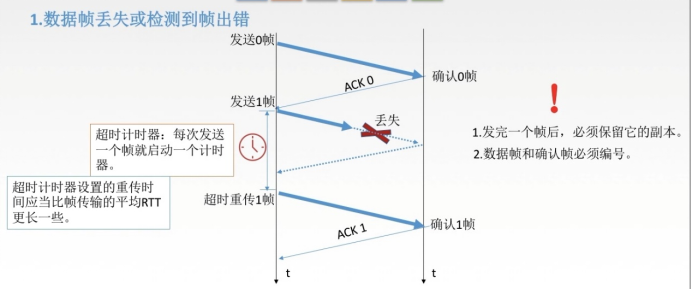 1.数据帧丢失或检测到帧出错
发送0帧
确认0帧
ACK 0
发送1帧
丢失
1.发完一个帧后，必须保留它的副本。
2.数据帧和确认帧必须编号。
超时计时器：每次发送
一个帧就启动一个计时
器。
超时计时器设置的重传时
间应当比帧传输的平均RTT
更长一些。
超时重传1帧
确认1帧
ACK 1
t
t